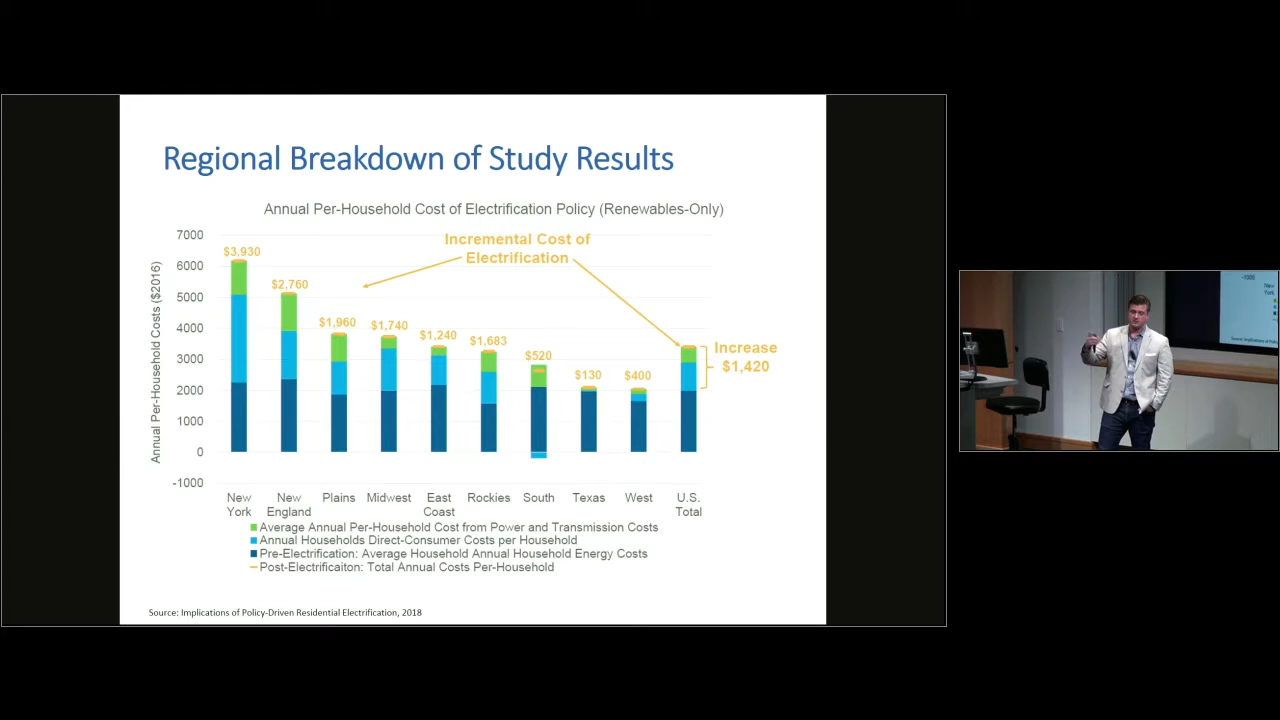 Regional Breakdown of Study Results
Annual Per-Household Cost of Electrification Policy (Renewables-Only)
Annual Per-Household Costs ($2016)
7000
6000
5000
4000
3000
2000
1000
0
-1000
$3,930
$2,760
$1,960
$1,740
$1,240
$1,683
$520
$130
$400
Incremental Cost of
Electrification
Increase
$1,420
New
York
New
England
Plains
Midwest
East
Coast
Rockies
South
Texas
West
U.S.
Total
Average Annual Per-Household Cost from Power and Transmission Costs
Annual Households Direct-Consumer Costs per Household
Pre-Electrification: Average Household Annual Household Energy Costs
Post-Electrificaiton: Total Annual Costs Per-Household
Source: Implications of Policy-Driven Residential Electrification, 2018
-1000
New
York